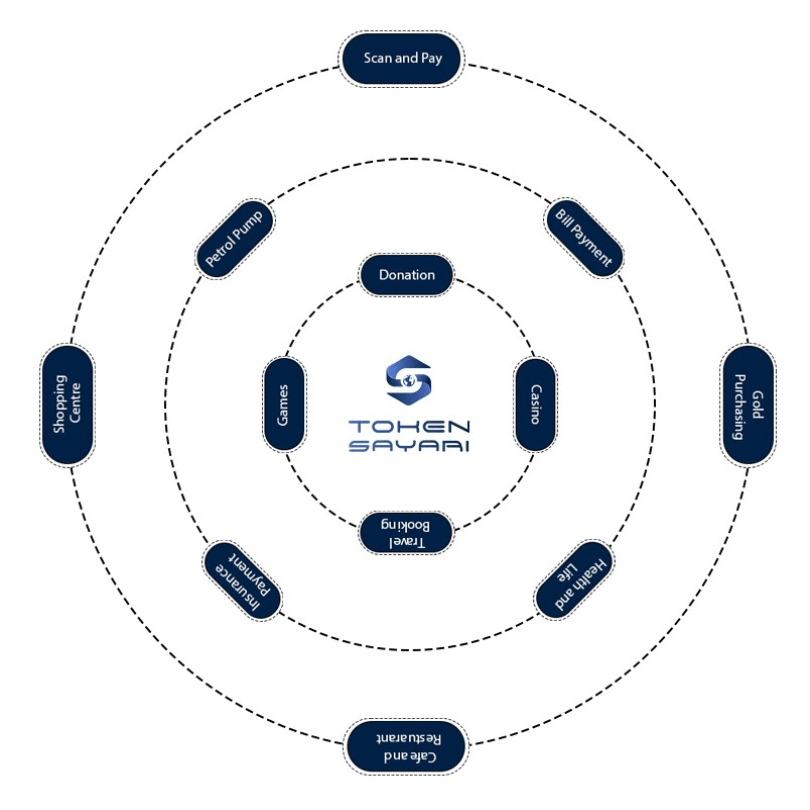 Scan and Pay
Petrol Pump
Bill Payment
Donation
Shopping
Centre
Games
TOKEN
SAYARI
Casino
Gold
Purchasing
Travel
Booking
Insurance
Payment
Health and
Life
Cafe and
Restuarant